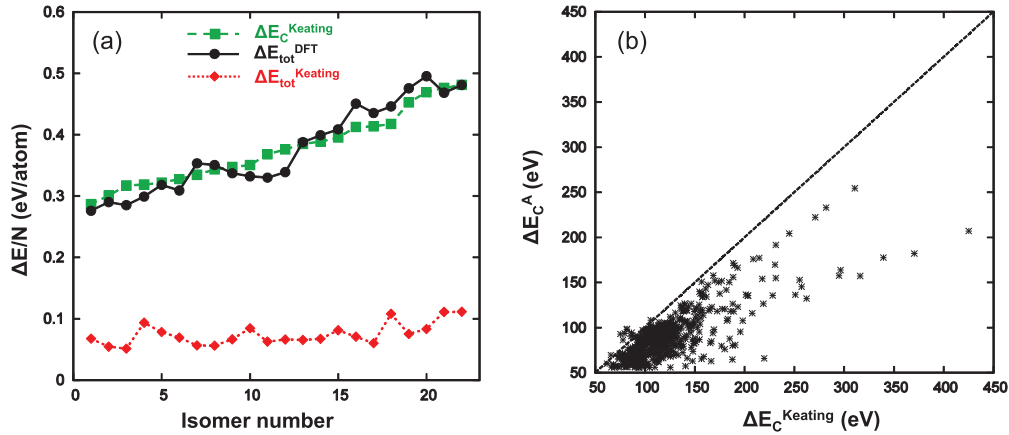 (a)
ΔE_C^Keating
ΔE_tot^DFT
ΔE_tot^Keating
0.6
0.5
0.4
0.3
0.2
0.1
0
ΔE/N (eV/atom)
0 5 10 15 20
Isomer number
(b)
450
400
350
300
250
200
150
100
50
ΔE_C^A (eV)
50 100 150 200 250 300 350 400 450
ΔE_C^Keating (eV)